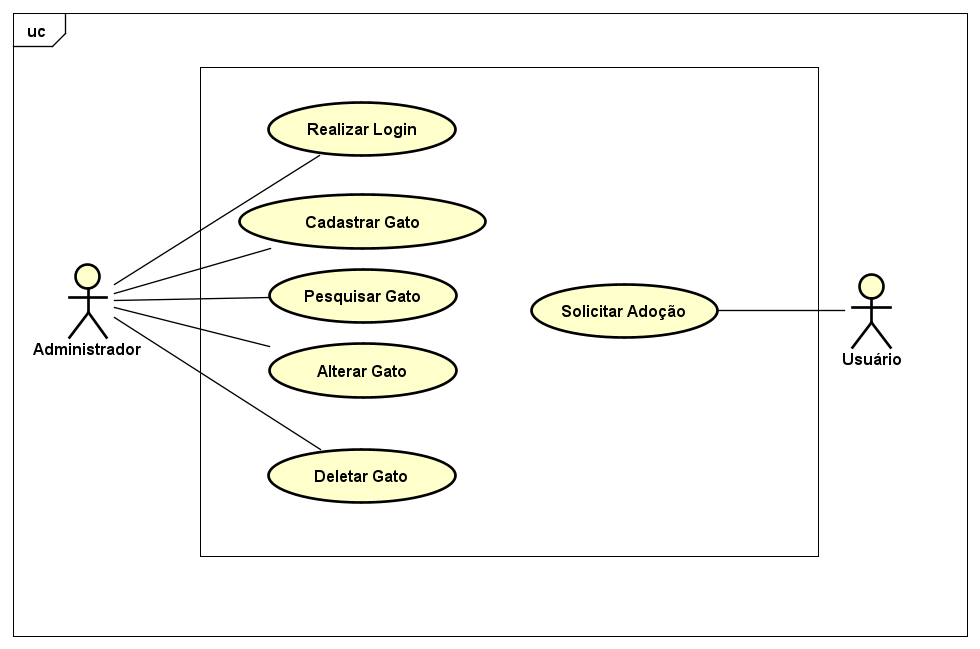 uc
Realizar Login
Cadastrar Gato
Pesquisar Gato
Solicitar Adoção
Administrador
Usuário
Alterar Gato
Deletar Gato